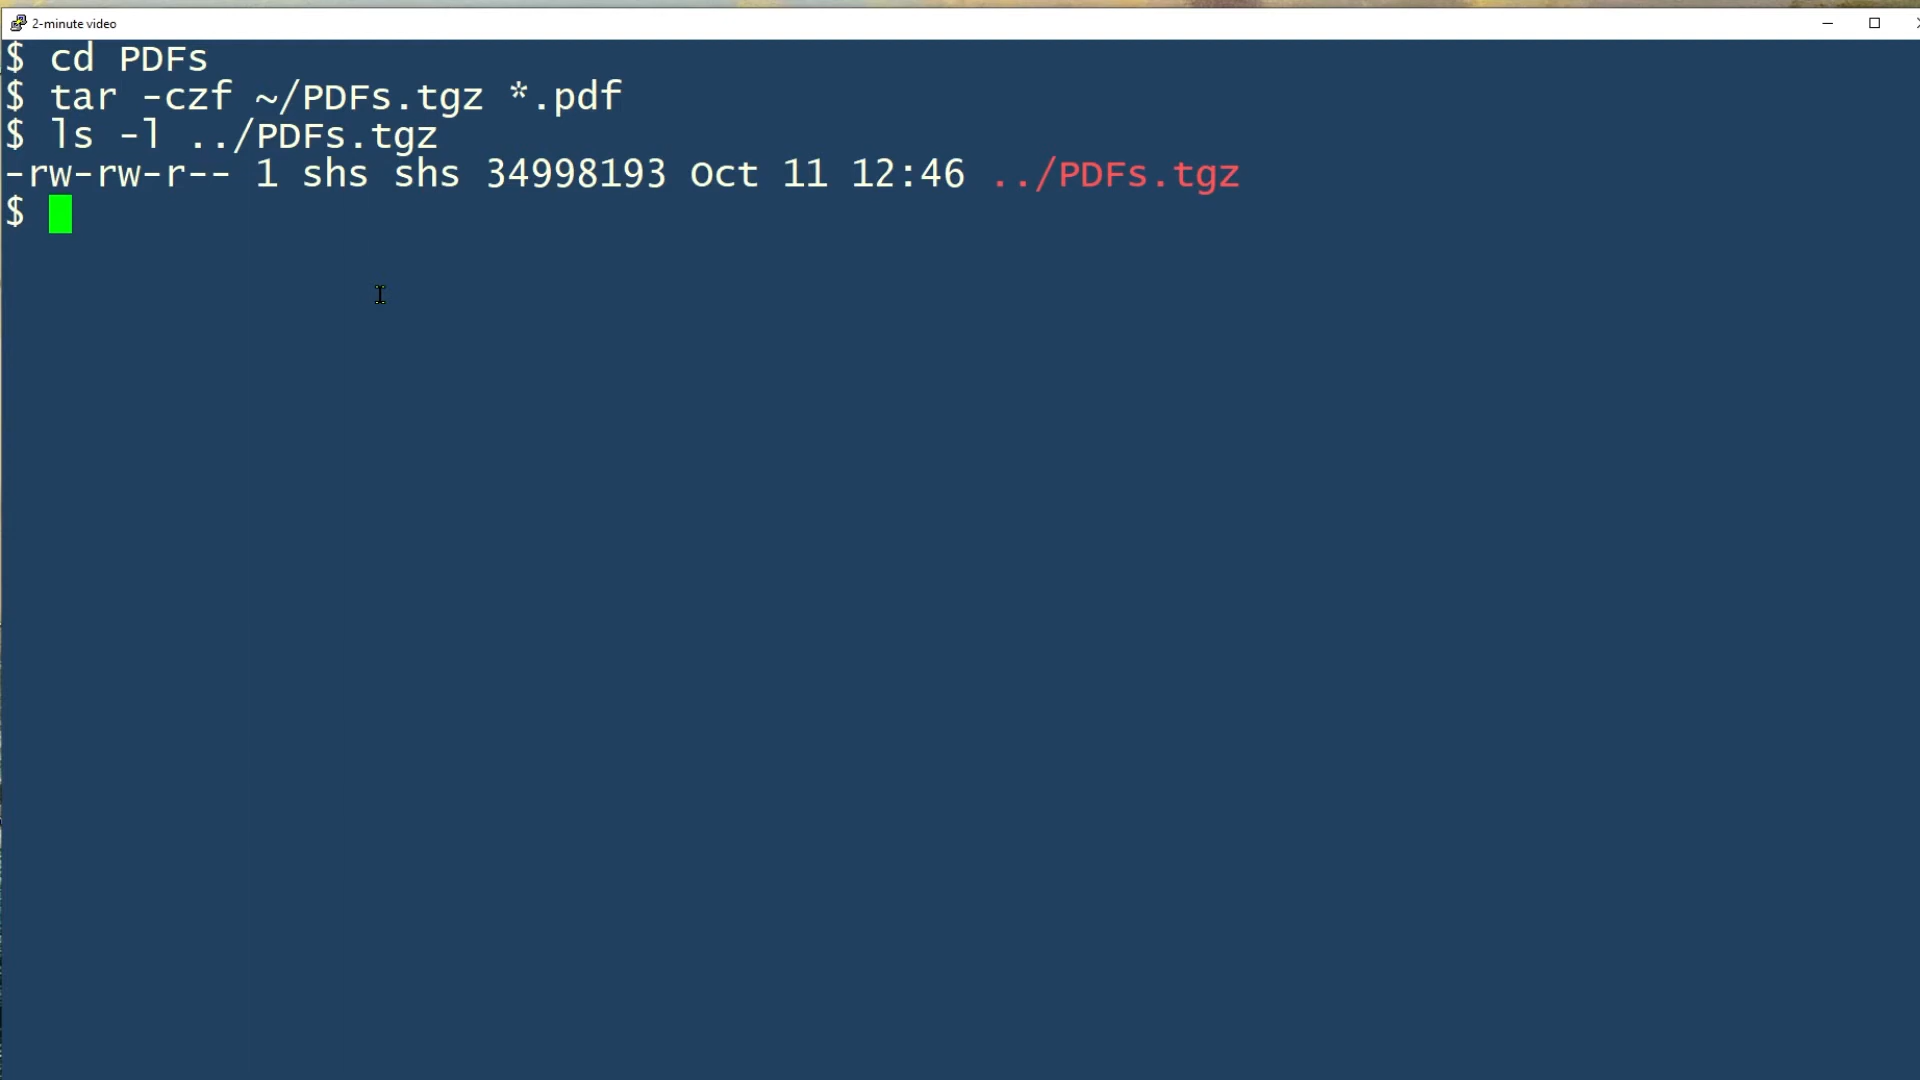 2-minute video
$ cd PDFs
$ tar -czf ~/PDFs.tgz *.pdf
$ ls -l ../PDFs.tgz
-rw-rw-r-- 1 shs shs 34998193 Oct 11 12:46 ../PDFs.tgz
$